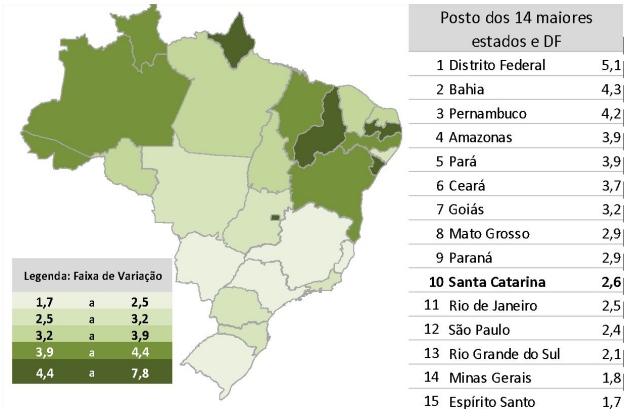 Posto dos 14 maiores
estados e DF
1 Distrito Federal 5,1
2 Bahia 4,3
3 Pernambuco 4,2
4 Amazonas 3,9
5 Pará 3,9
6 Ceará 3,7
7 Goiás 3,2
8 Mato Grosso 2,9
9 Paraná 2,9
10 Santa Catarina 2,6
11 Rio de Janeiro 2,5
12 São Paulo 2,4
13 Rio Grande do Sul 2,1
14 Minas Gerais 1,8
15 Espírito Santo 1,7
Legenda: Faixa de Variação
1,7 a 2,5
2,5 a 3,2
3,2 a 3,9
3,9 a 4,4
4,4 a 7,8